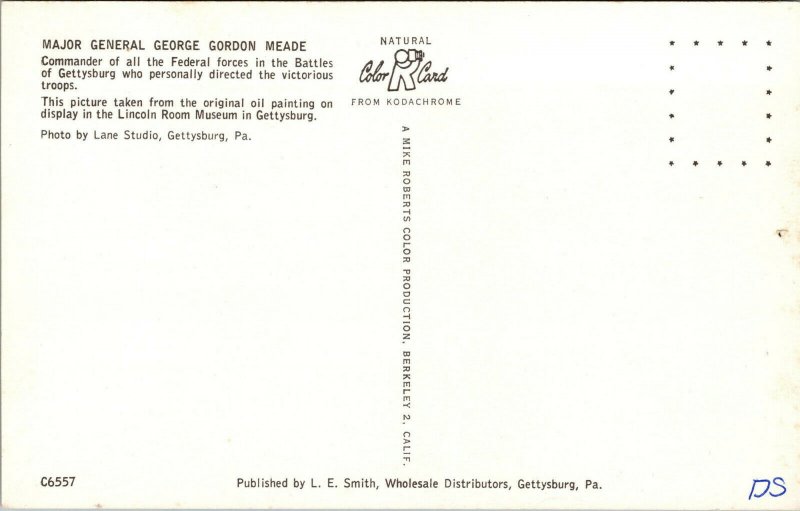 MAJOR GENERAL GEORGE GORDON MEADE
Commander of all the Federal forces in the Battles
of Gettysburg who personally directed the victorious
troops.
This picture taken from the original oil painting on
display in the Lincoln Room Museum in Gettysburg.
Photo by Lane Studio, Gettysburg, Pa.
NATURAL
Color Card
FROM KODACHROME
A MIKE ROBERTS COLOR PRODUCTION, BERKELEY 2, CALIF.
C6557
Published by L. E. Smith, Wholesale Distributors, Gettysburg, Pa.
DS